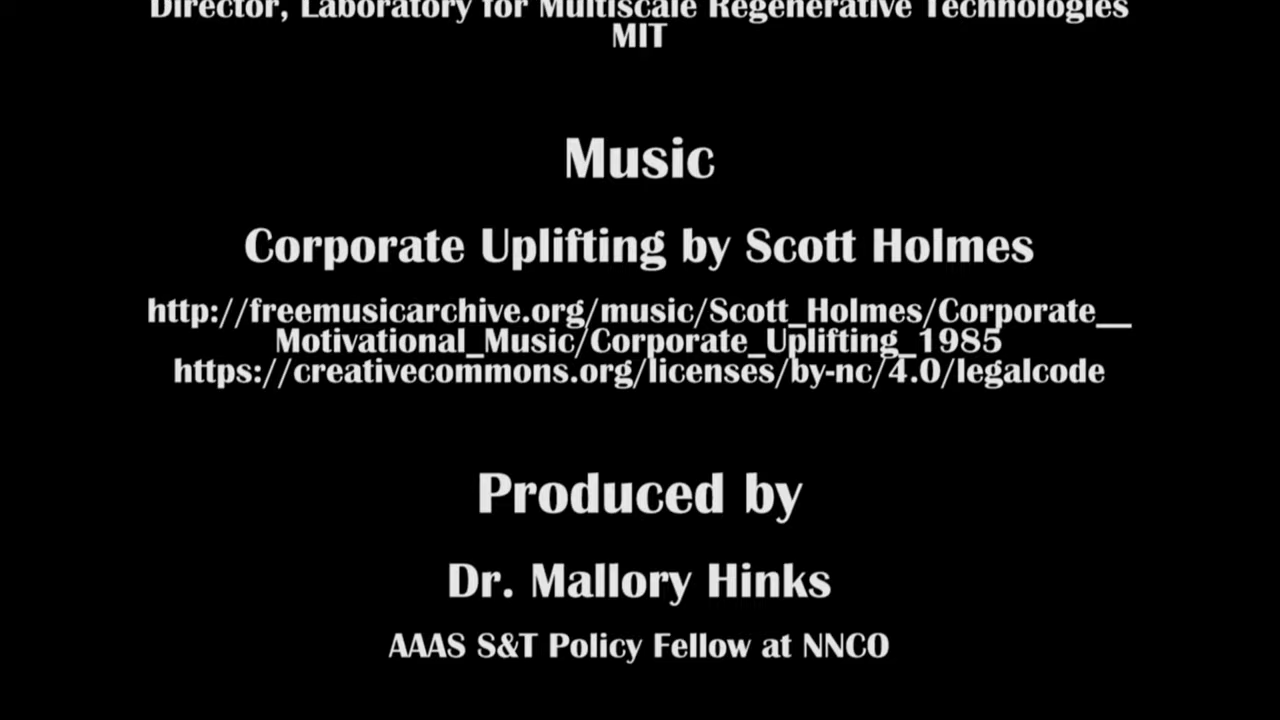 Director, Laboratory for Multiscale Regenerative Technologies
MIT
Music
Corporate Uplifting by Scott Holmes
http://freemusicarchive.org/music/Scott_Holmes/Corporate__
Motivational_Music/Corporate_Uplifting_1985
https://creativecommons.org/licenses/by-nc/4.0/legalcode
Produced by
Dr. Mallory Hinks
AAAS S&T Policy Fellow at NNCO